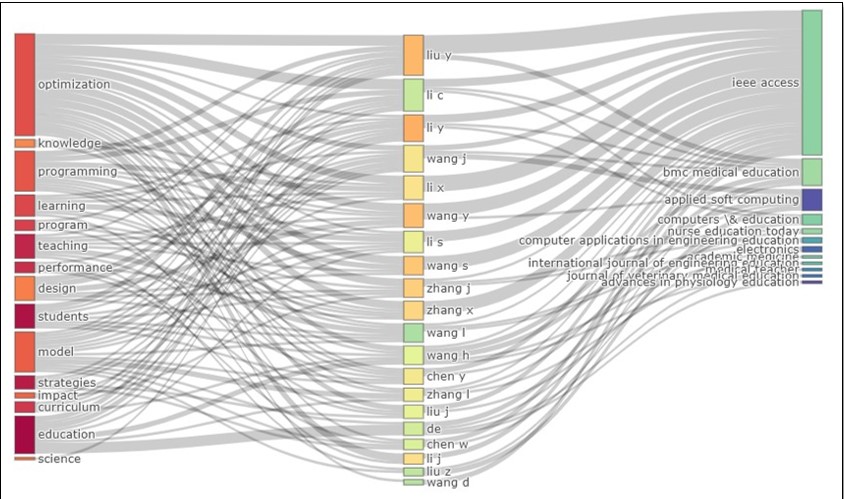 optimization
knowledge
programming
learning
program
teaching
performance
design
students
model
strategies
impact
curriculum
education
science
liu y
li c
li y
wang j
li x
wang y
li s
wang s
zhang j
zhang x
wang l
wang h
chen y
zhang l
liu j
de
chen w
li j
liu z
wang d
ieee access
bmc medical education
applied soft computing
computers \& education
nurse education today
computer applications in engineering education
electronics
academic medicine
international journal of engineering education
medical teacher
journal of veterinary medical education
advances in physiology education